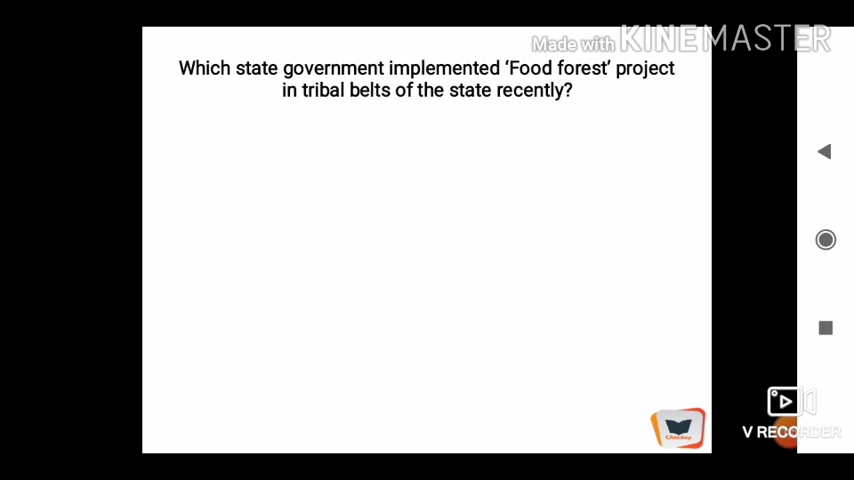 Made with KINEMASTER
Which state government implemented ‘Food forest’ project
in tribal belts of the state recently?
V RECORDER